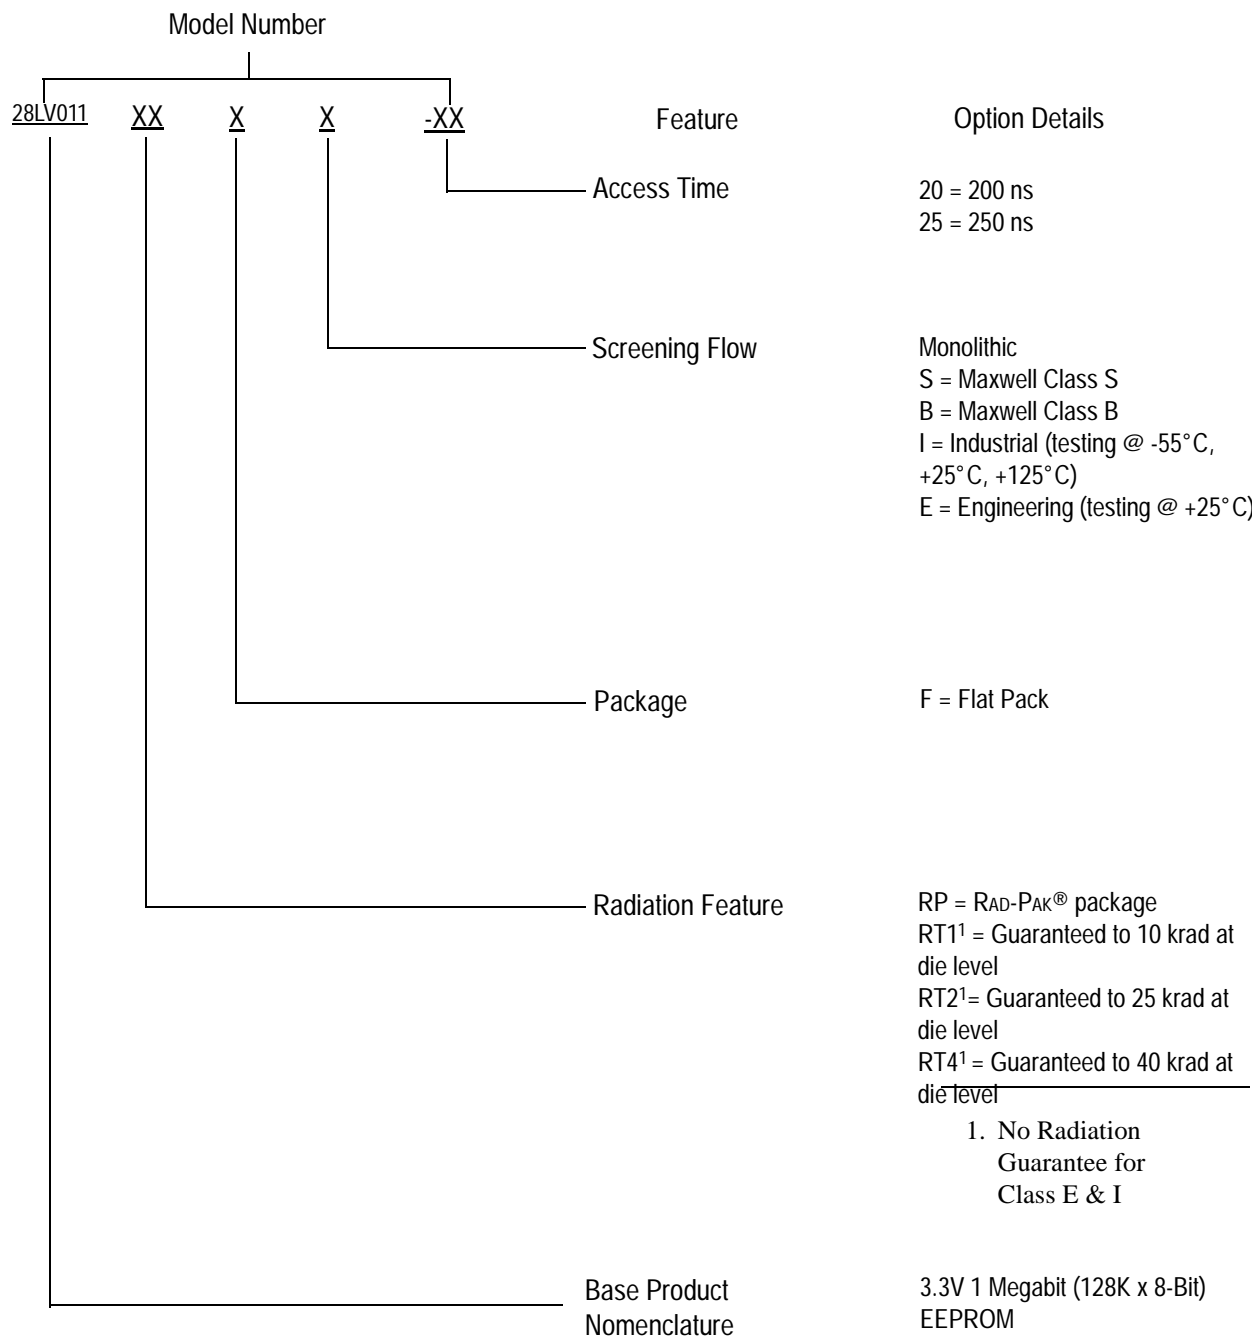 Model Number
28LV011 XX X X -XX Feature Option Details
Access Time
20 = 200 ns
25 = 250 ns
Screening Flow
Monolithic
S = Maxwell Class S
B = Maxwell Class B
I = Industrial (testing @ -55°C,
+25°C, +125°C)
E = Engineering (testing @ +25°C)
Package
F = Flat Pack
Radiation Feature
RP = RAD-PAK® package
RT1¹ = Guaranteed to 10 krad at
die level
RT2¹= Guaranteed to 25 krad at
die level
RT4¹ = Guaranteed to 40 krad at
die level
1. No Radiation
Guarantee for
Class E & I
Base Product
Nomenclature
3.3V 1 Megabit (128K x 8-Bit)
EEPROM